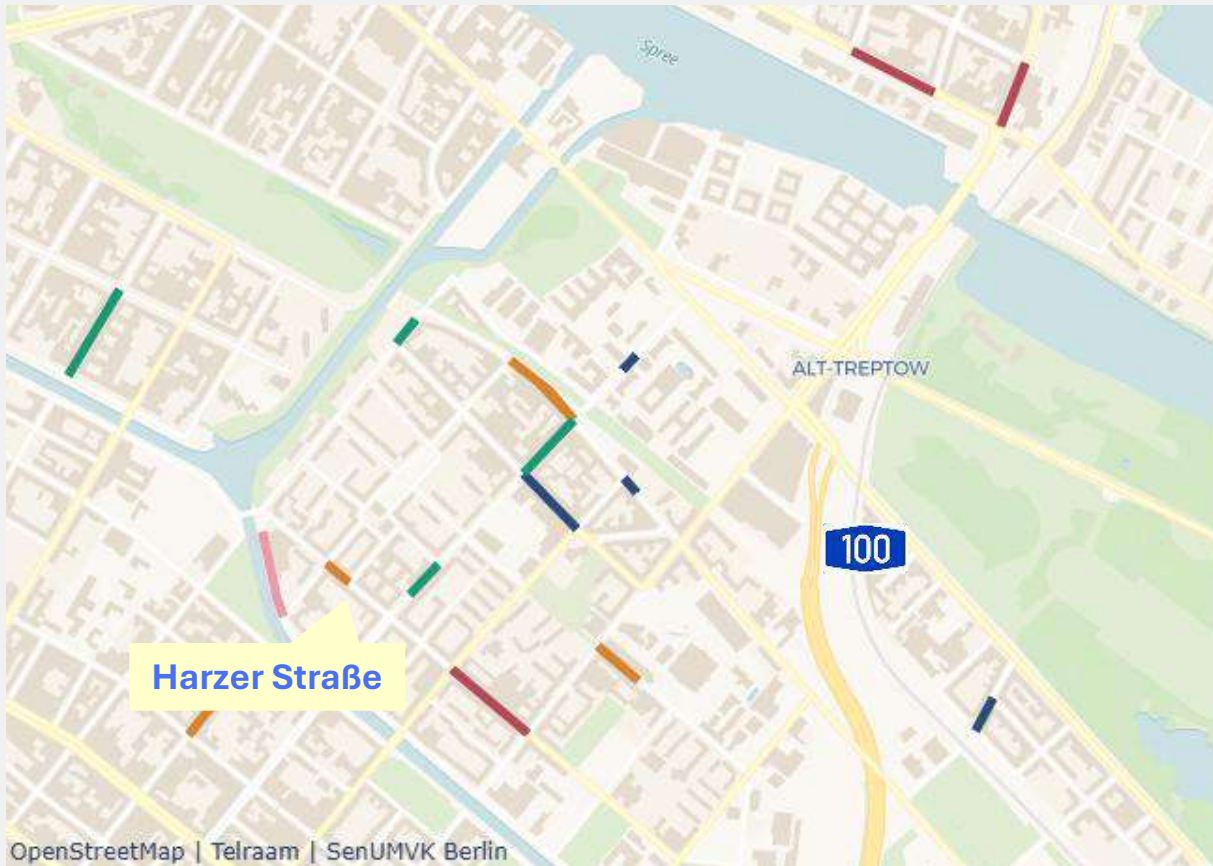 Spree
ALT-TREPTOW
100
Harzer Straße
OpenStreetMap | Telraam | SenUMVK Berlin